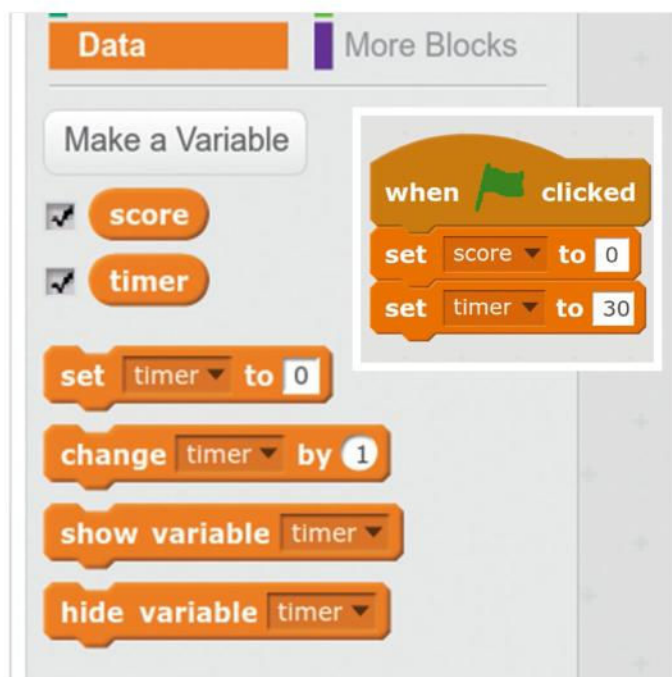 Data
More Blocks
Make a Variable
score
timer
when clicked
set score to 0
set timer to 30
set timer to 0
change timer by 1
show variable timer
hide variable timer